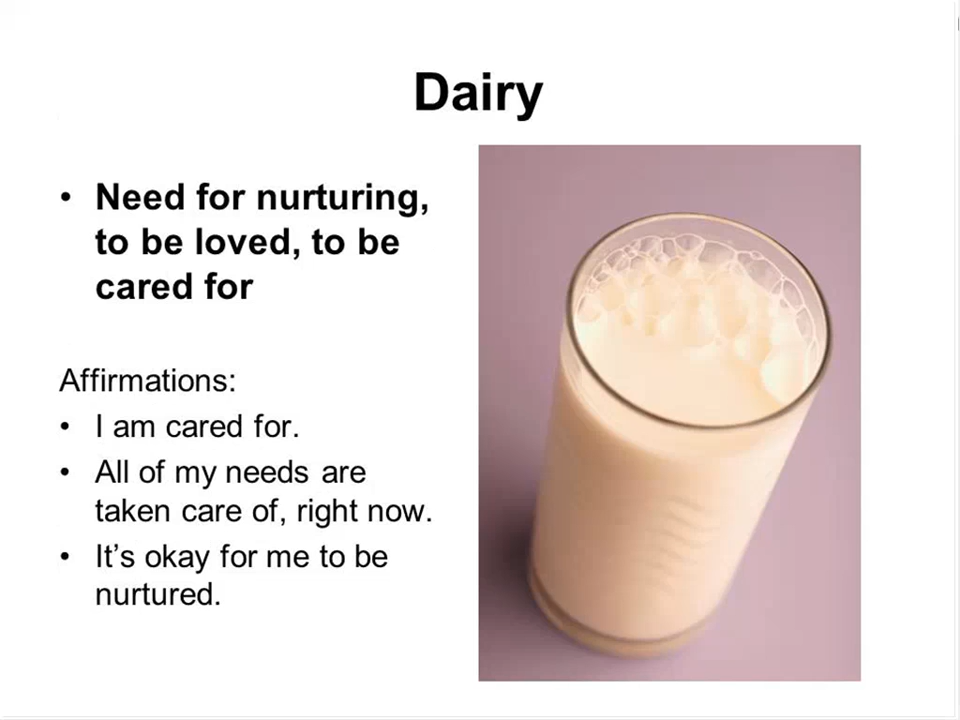 Dairy
• Need for nurturing,
to be loved, to be
cared for
Affirmations:
• I am cared for.
• All of my needs are
taken care of, right now.
• It’s okay for me to be
nurtured.